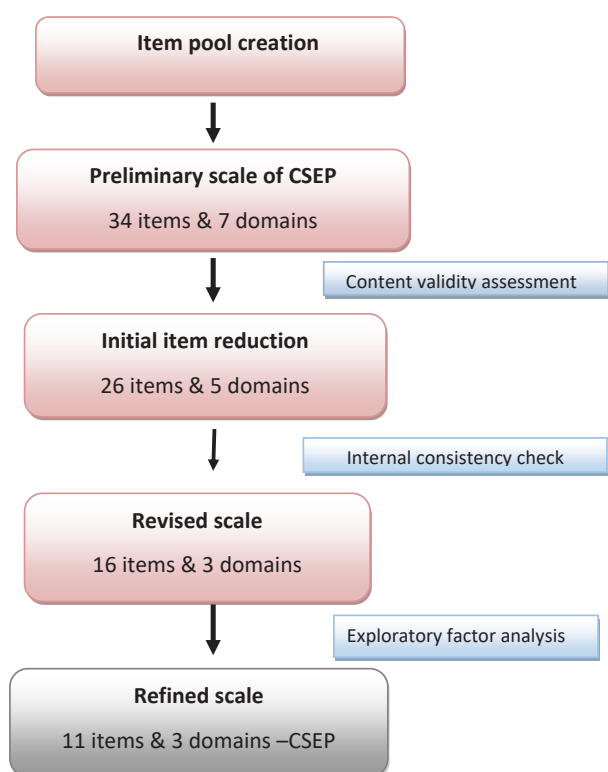 Item pool creation
Preliminary scale of CSEP
34 items & 7 domains
Content validity assessment
Initial item reduction
26 items & 5 domains
Internal consistency check
Revised scale
16 items & 3 domains
Exploratory factor analysis
Refined scale
11 items & 3 domains –CSEP